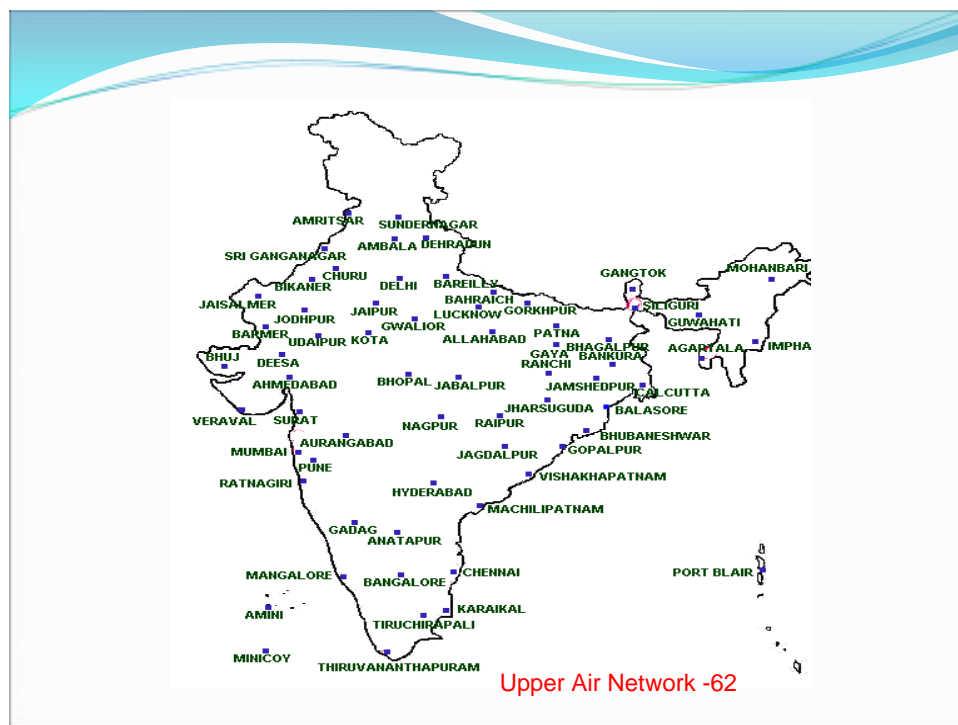 AMRITSAR
SUNDERNAGAR
AMBALA
DEHRADUN
SRI GANGANAGAR
CHURU
BIKANER
DELHI
BAREILLY
GANGTOK
MOHANBARI
JAISALMER
JODHPUR
JAIPUR
BAHRAICH
LUCKNOW
GORKHPUR
SILIGURI
GUWAHATI
BARMER
UDAIPUR
KOTA
GWALIOR
ALLAHABAD
PATNA
BHAGALPUR
AGARTALA
IMPHA
BHUJ
DEESA
GAYA
BANKURA
RANCHI
AHMEDABAD
BHOPAL
JABALPUR
JAMSHEDPUR
CALCUTTA
VERAVAL
SURAT
NAGPUR
RAIPUR
JHARSUGUDA
BALASORE
AURANGABAD
BHUBANESHWAR
MUMBAI
PUNE
JAGDALPUR
GOPALPUR
RATNAGIRI
HYDERABAD
VISHAKHAPATNAM
MACHILIPATNAM
GADAG
ANATAPUR
MANGALORE
BANGALORE
CHENNAI
PORT BLAIR
AMINI
KARAIKAL
TIRUCHIRAPALI
MINICOY
THIRUVANANTHAPURAM
Upper Air Network -62